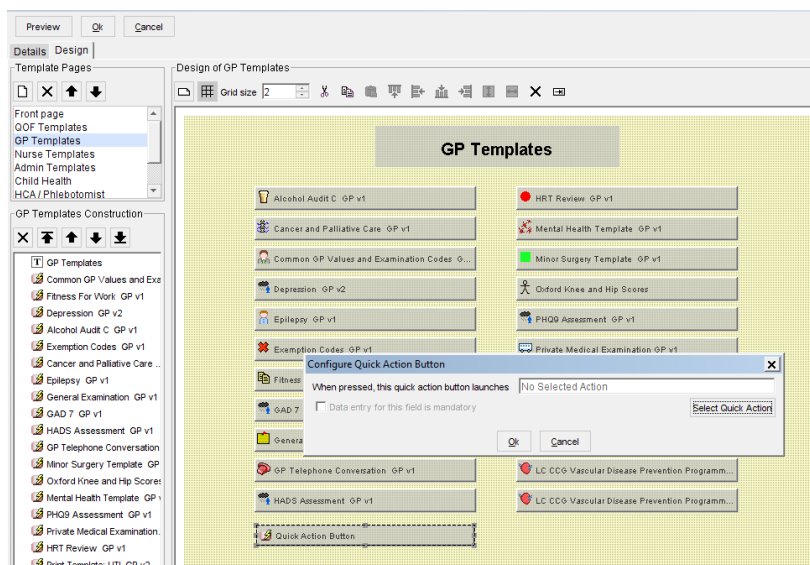 Preview Ok Cancel
Details Design
Template Pages
Front page
QOF Templates
GP Templates
Nurse Templates
Admin Templates
Child Health
HCA / Phlebotomist
GP Templates Construction
T GP Templates
Common GP Values and Exa
Fitness For Work GP v1
Depression GP v2
Alcohol Audit C GP v1
Exemption Codes GP v1
Cancer and Palliative Care ..
Epilepsy GP v1
General Examination GP v1
GAD 7 GP v1
HADS Assessment GP v1
GP Telephone Conversation
Minor Surgery Template GP
Oxford Knee and Hip Scores
Mental Health Template GP
PHQ9 Assessment GP v1
Private Medical Examination.
HRT Review GP v1
Design of GP Templates
Grid size 2
GP Templates
Alcohol Audit C GP v1 HRT Review GP v1
Cancer and Palliative Care GP v1 Mental Health Template GP v1
Common GP Values and Examination Codes G... Minor Surgery Template GP v1
Depression GP v2 Oxford Knee and Hip Scores
Epilepsy GP v1 PHQ9 Assessment GP v1
Exemption Codes GP v1 Private Medical Examination GP v1
Fitness
GAD 7
Genera
Configure Quick Action Button
When pressed, this quick action button launches No Selected Action
Data entry for this field is mandatory Select Quick Action
Ok Cancel
GP Telephone Conversation GP v1 LC CCG Vascular Disease Prevention Programm...
HADS Assessment GP v1 LC CCG Vascular Disease Prevention Programm...
Quick Action Button